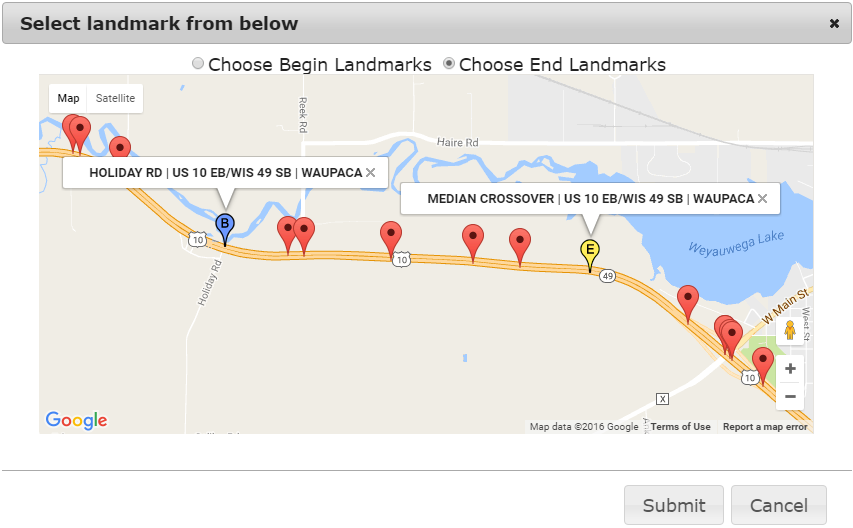 Select landmark from below
Choose Begin Landmarks
Choose End Landmarks
Map
Satellite
Reek Rd
Haire Rd
HOLIDAY RD | US 10 EB/WIS 49 SB | WAUPACA
MEDIAN CROSSOVER | US 10 EB/WIS 49 SB | WAUPACA
B
E
10
10
49
Weyauwega Lake
Holiday Rd
W Main St
West St
10
X
Google
Map data ©2016 Google
Terms of Use
Report a map error
Submit
Cancel